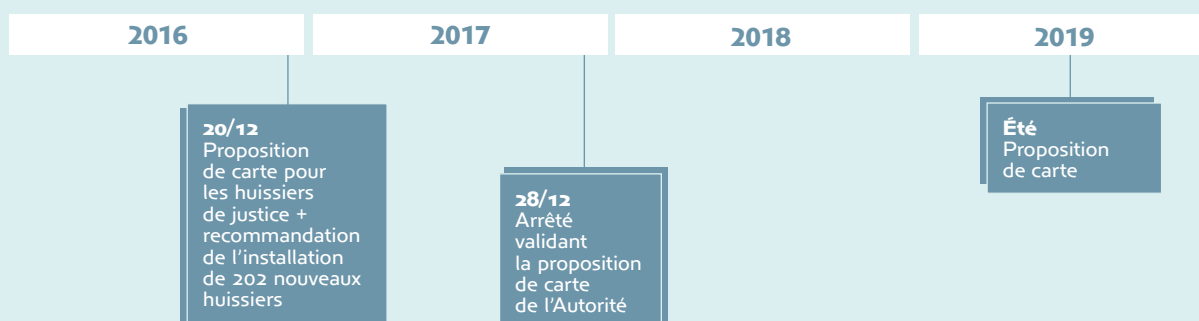 2016
2017
2018
2019
20/12
Proposition
de carte pour
les huissiers
de justice +
recommandation
de l'installation
de 202 nouveaux
huissiers
28/12
Arrêté
validant
la proposition
de carte
de l'Autorité
Été
Proposition
de carte